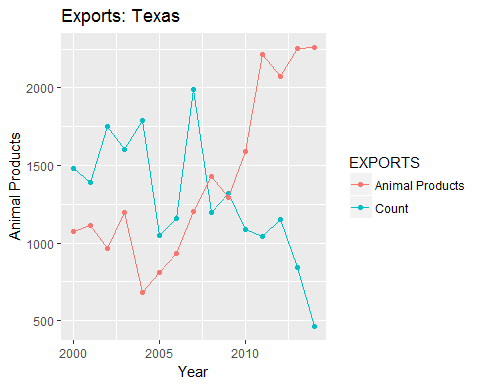 Exports: Texas
2000
1500
1000
500
Animal Products
2000
2005
2010
Year
EXPORTS
Animal Products
Count